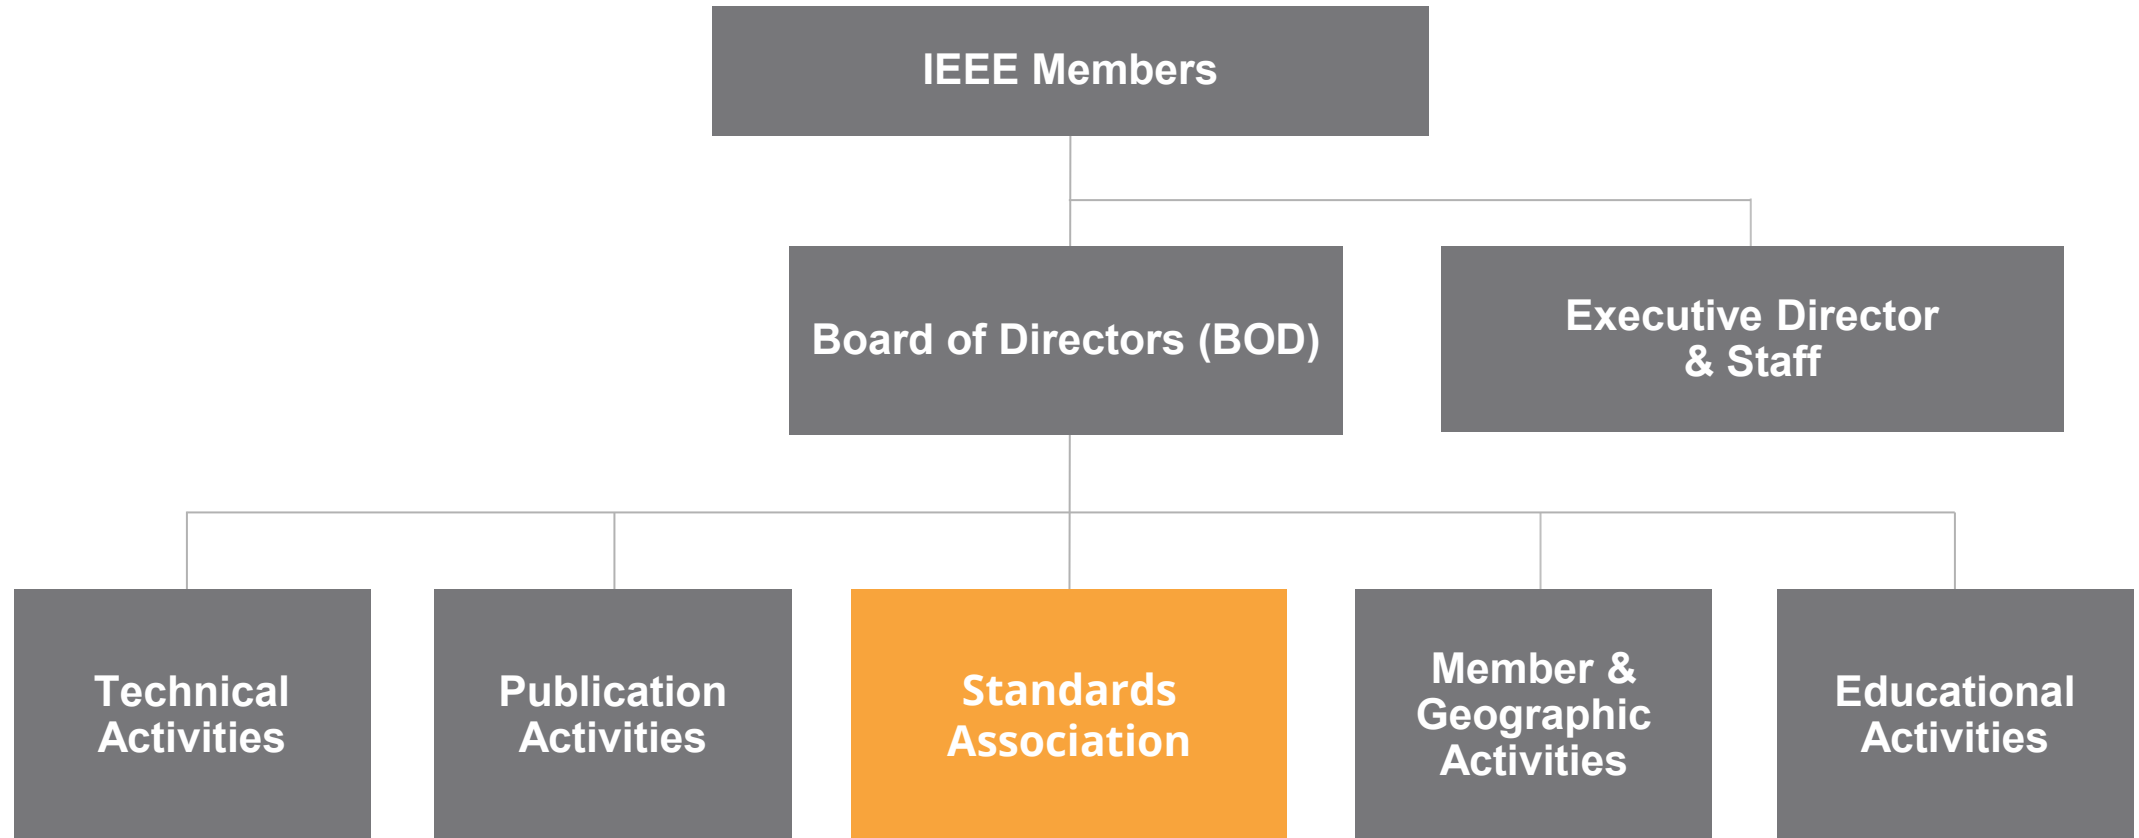 IEEE Members
Board of Directors (BOD)
Executive Director
& Staff
Technical
Activities
Publication
Activities
Standards
Association
Member &
Geographic
Activities
Educational
Activities